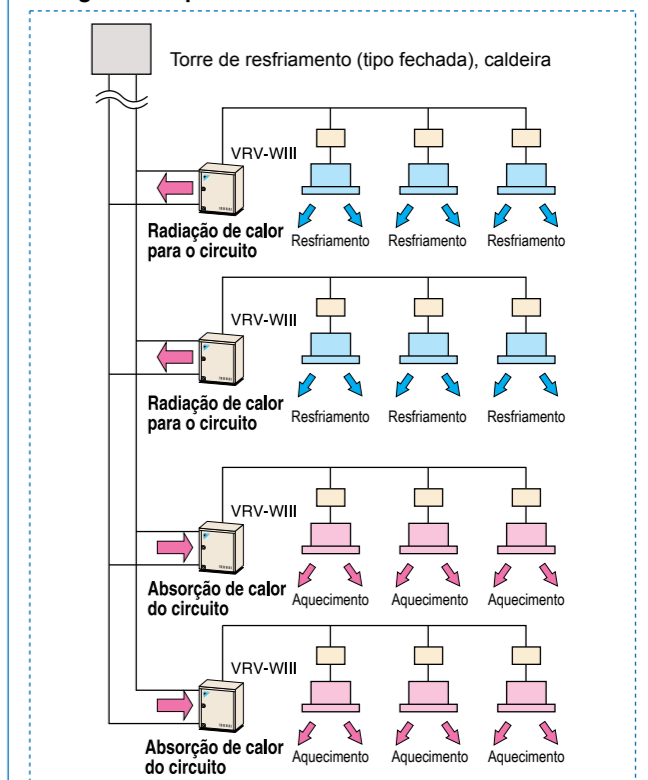 Torre de resfriamento (tipo fechada), caldeira
VRV-WIII
Radiação de calor
para o circuito
Resfriamento Resfriamento Resfriamento
VRV-WIII
Radiação de calor
para o circuito
Resfriamento Resfriamento Resfriamento
VRV-WIII
Absorção de calor
do circuito
Aquecimento Aquecimento Aquecimento
VRV-WIII
Absorção de calor
do circuito
Aquecimento Aquecimento Aquecimento